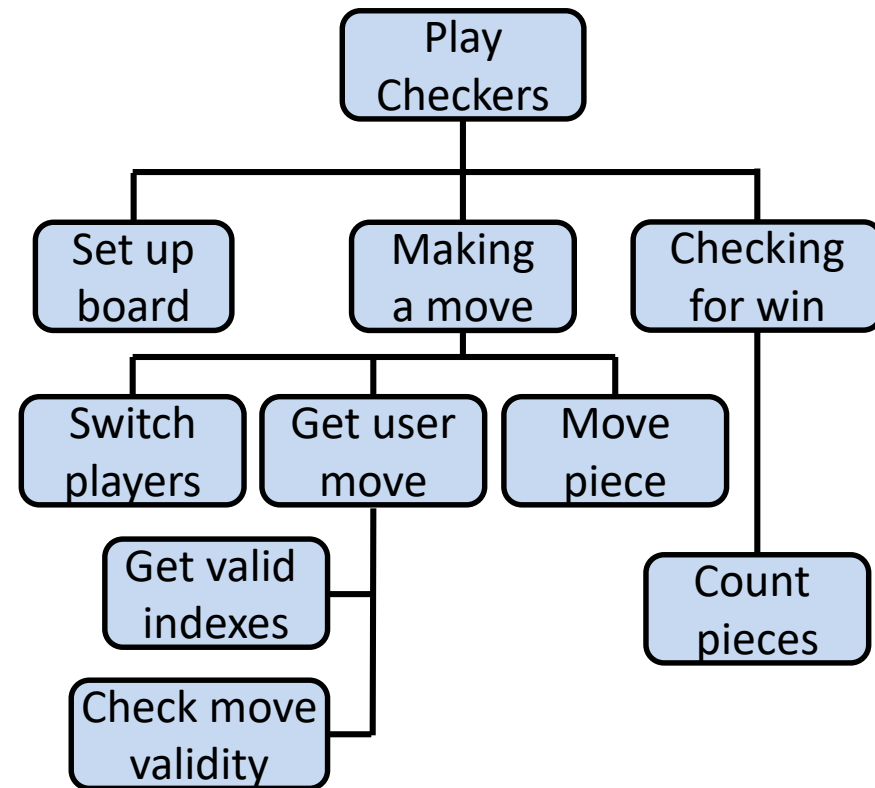 Play
Checkers
Set up
board
Making
a move
Checking
for win
Switch
players
Get user
move
Move
piece
Get valid
indexes
Count
pieces
Check move
validity